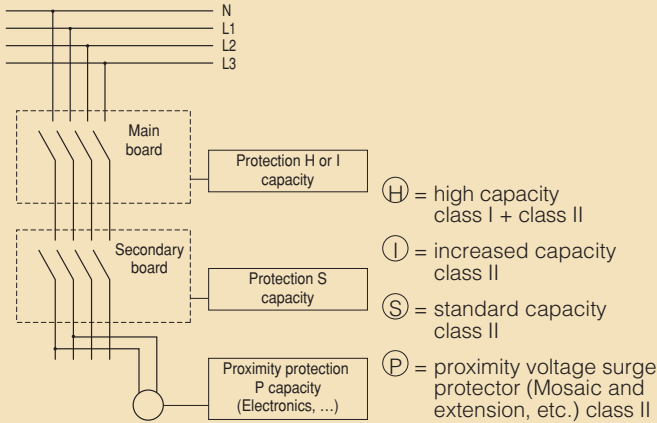 N
L1
L2
L3
Main
board
Protection H or I
capacity
Secondary
board
Protection S
capacity
Proximity protection
P capacity
(Electronics, ...)
H = high capacity
class I + class II
I = increased capacity
class II
S = standard capacity
class II
P = proximity voltage surge
protector (Mosaic and
extension, etc.) class II